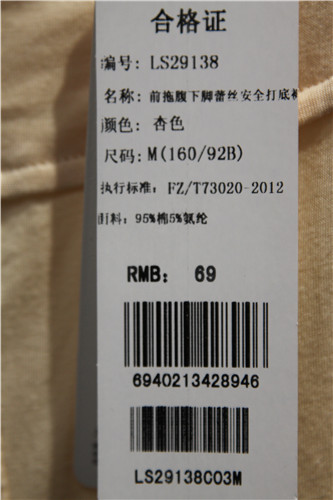 合格证
编号: LS29138
名称: 前拖腹下脚蕾丝安全打底裤
颜色: 杏色
尺码: M(160/92B)
执行标准: FZ/T73020-2012
面料: 95%棉5%氨纶
RMB: 69
6940213428946
LS29138C03M